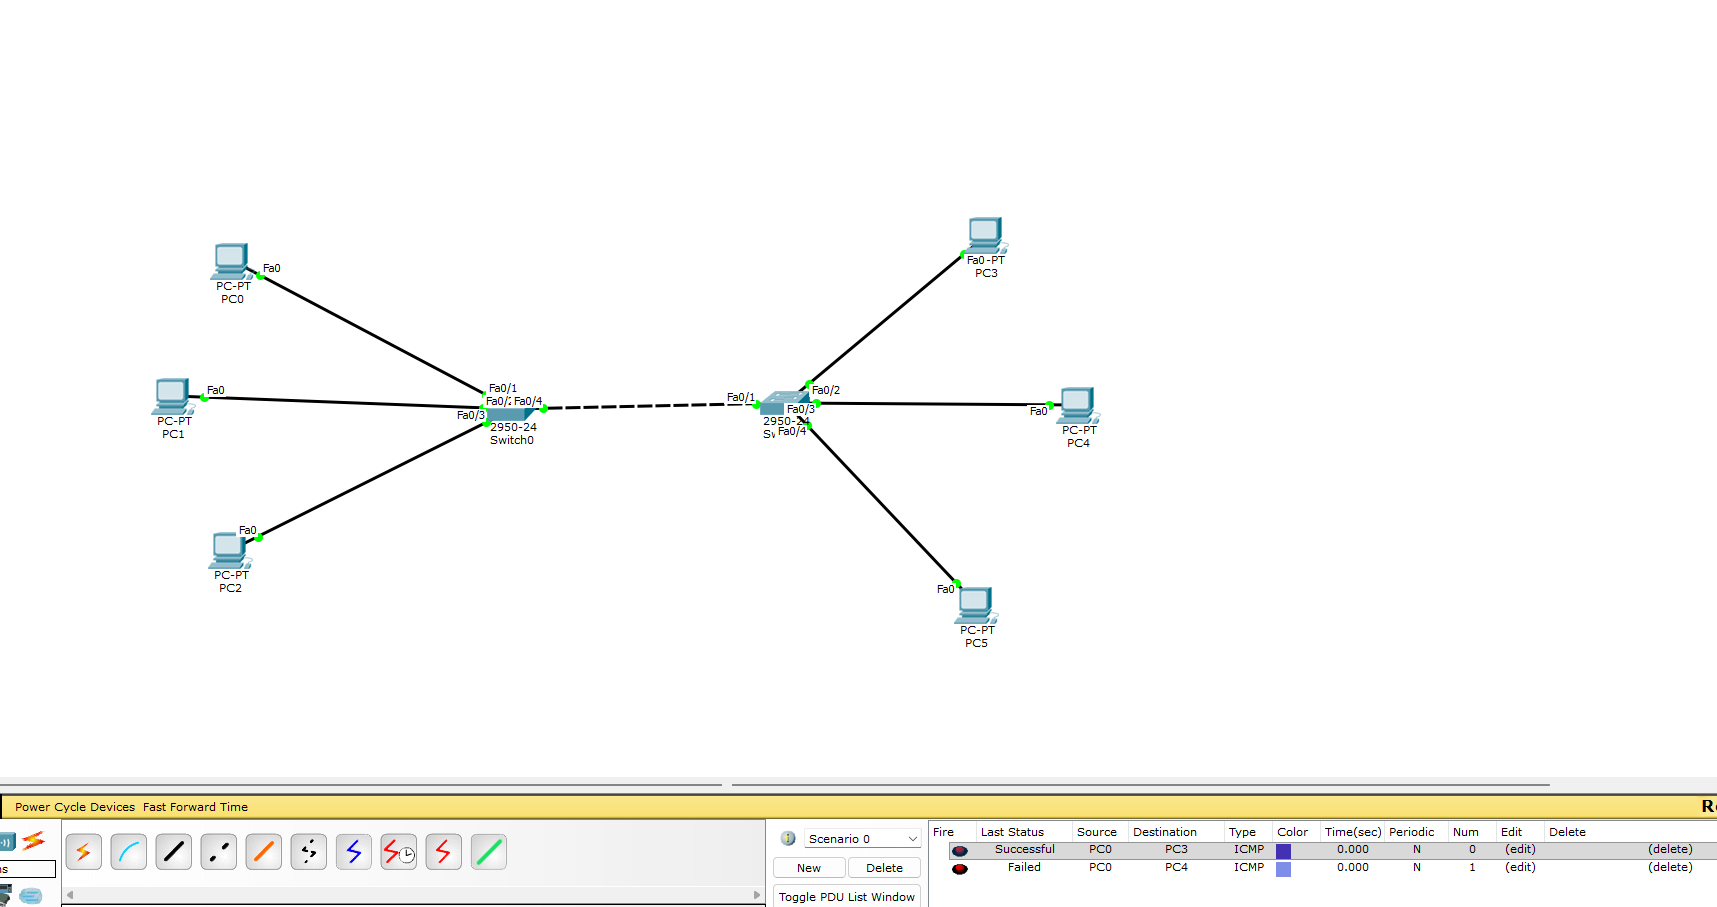 Fa0
PC-PT
PC0
Fa0-PT
PC3
Fa0
PC-PT
PC1
Fa0/1
Fa0/2 Fa0/4
Fa0/3
2950-24
Switch0
Fa0/1
Fa0/2
Fa0/3
2950-24
Fa0/4
Fa0
PC-PT
PC4
Fa0
PC-PT
PC2
Fa0
PC-PT
PC5
Power Cycle Devices Fast Forward Time
Scenario 0
New Delete
Toggle PDU List Window
Fire Last Status Source Destination Type Color Time(sec) Periodic Num Edit Delete
Successful PC0 PC3 ICMP 0.000 N 0 (edit) (delete)
Failed PC0 PC4 ICMP 0.000 N 1 (edit) (delete)